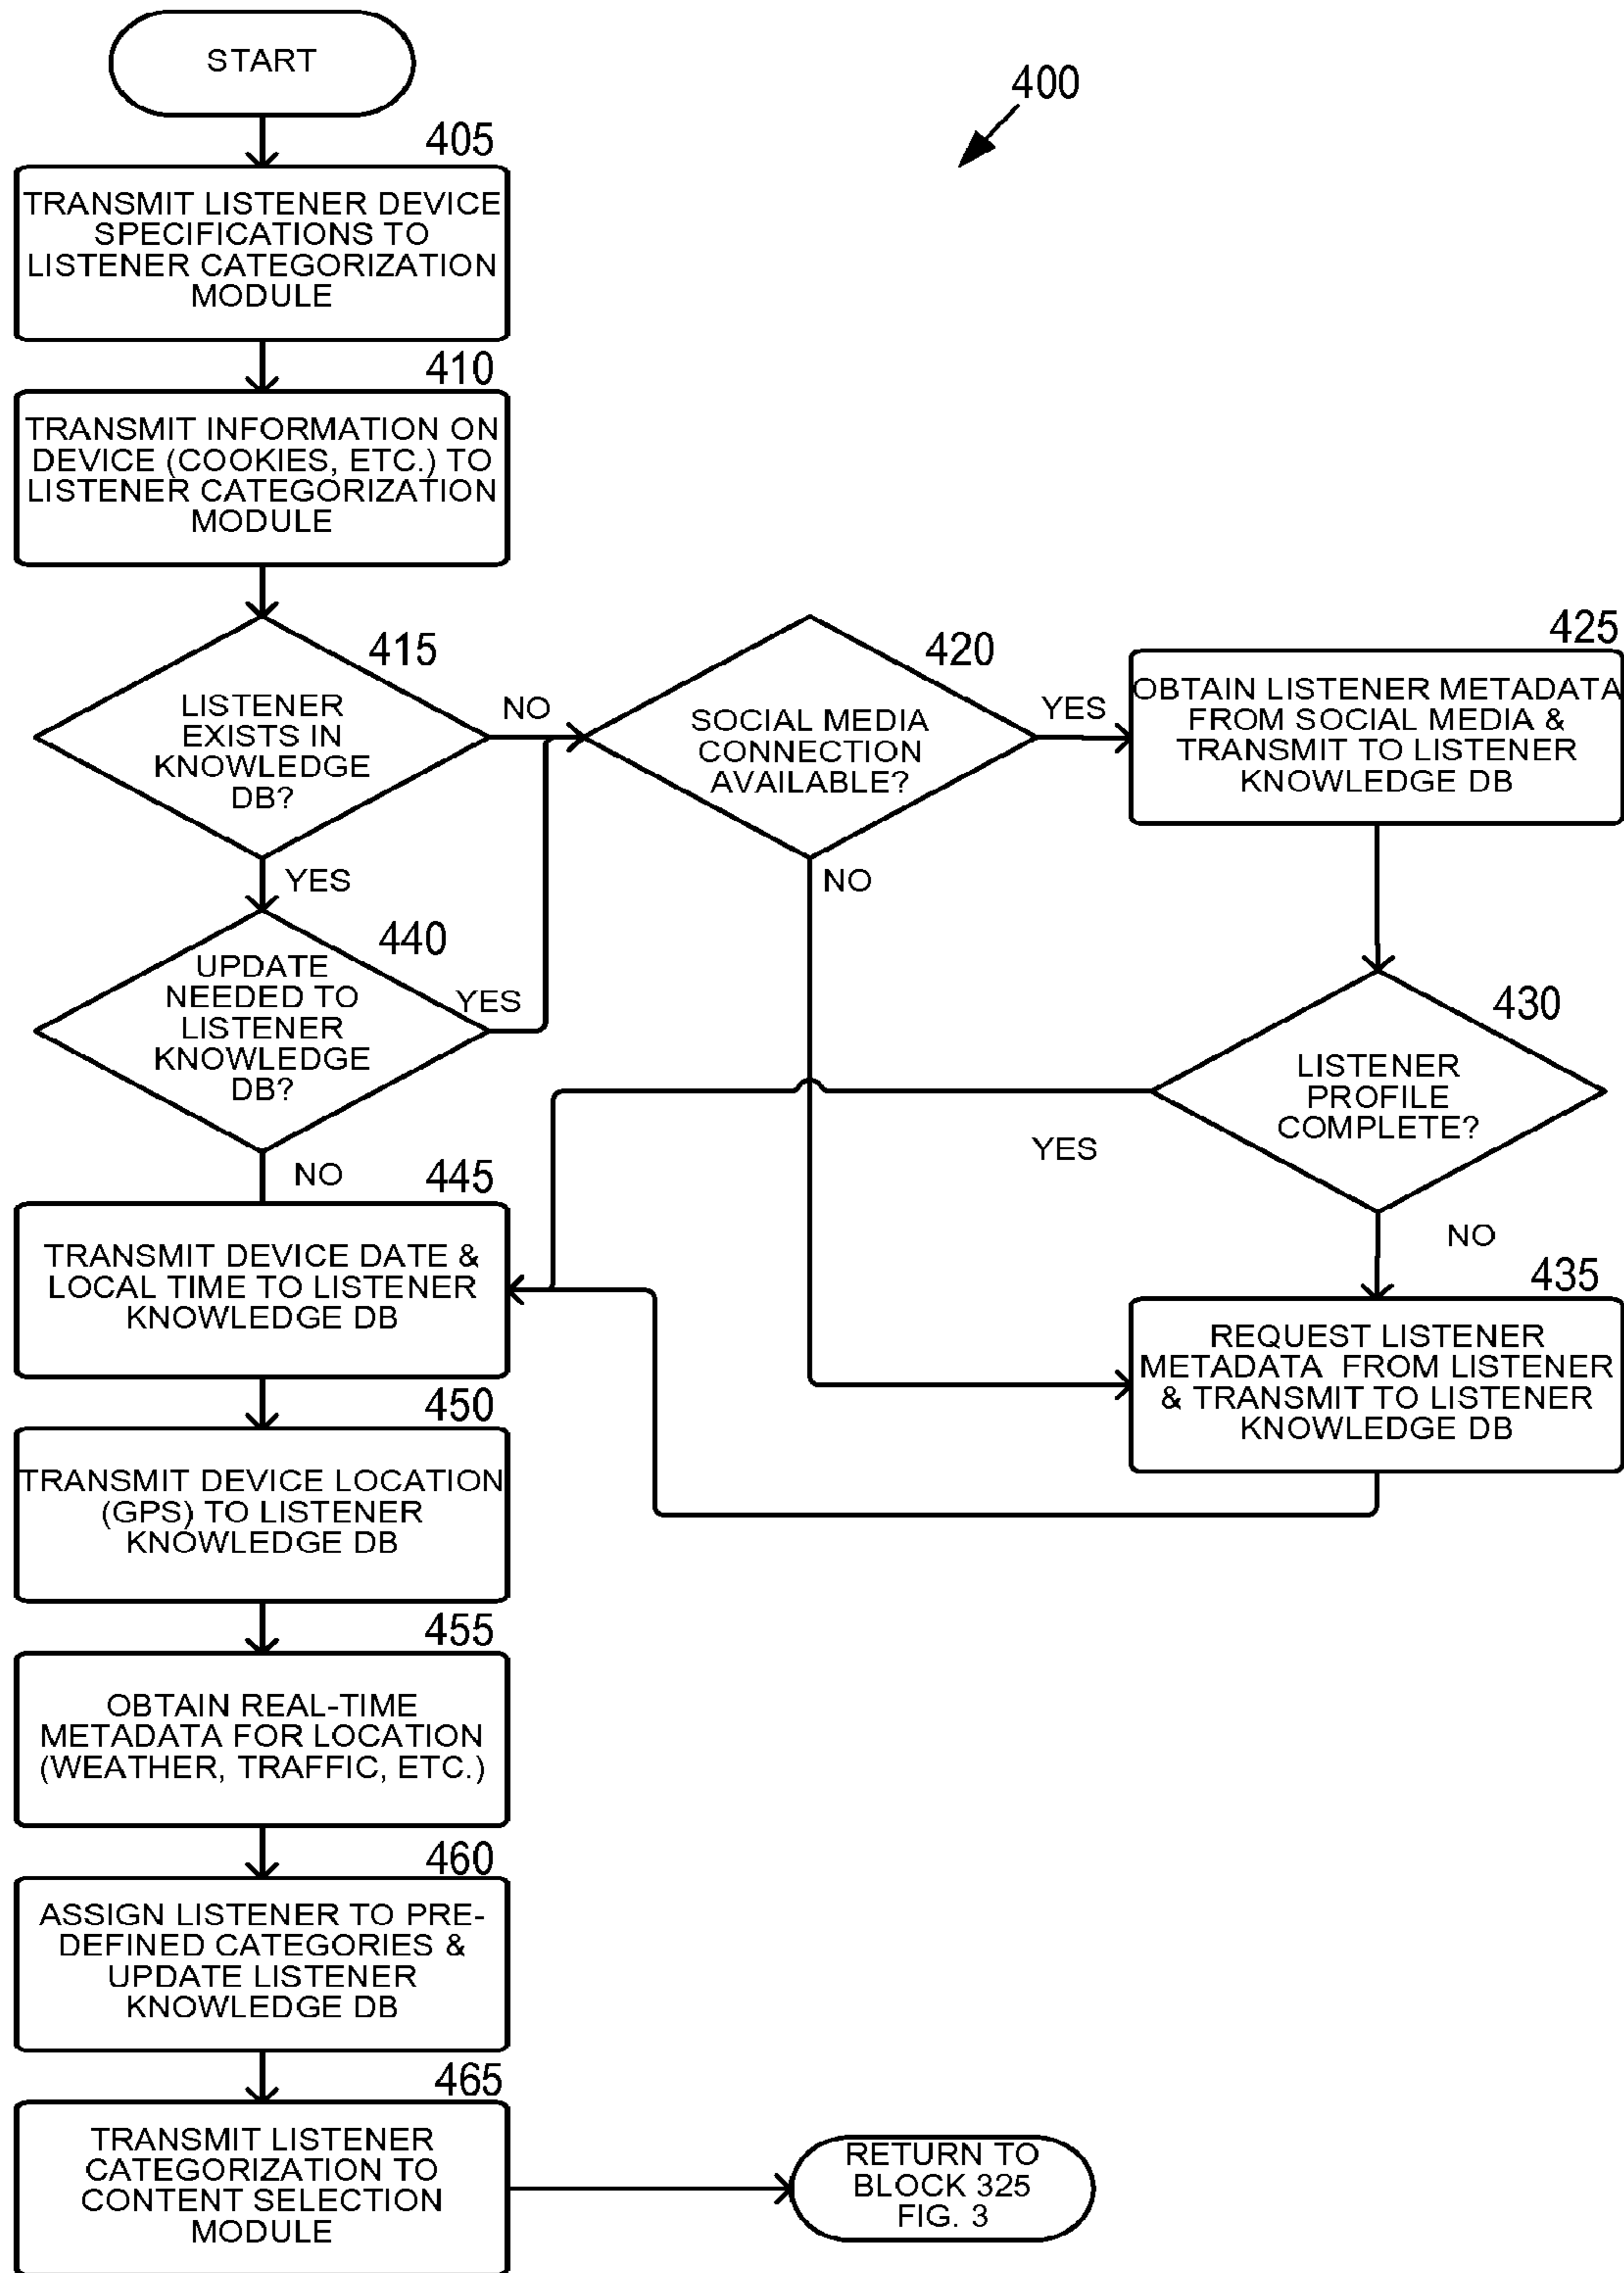 START
400
405
TRANSMIT LISTENER DEVICE
SPECIFICATIONS TO
LISTENER CATEGORIZATION
MODULE
410
TRANSMIT INFORMATION ON
DEVICE (COOKIES, ETC.) TO
LISTENER CATEGORIZATION
MODULE
415
LISTENER
EXISTS IN
KNOWLEDGE
DB?
NO
YES
420
SOCIAL MEDIA
CONNECTION
AVAILABLE?
YES
NO
425
OBTAIN LISTENER METADATA
FROM SOCIAL MEDIA &
TRANSMIT TO LISTENER
KNOWLEDGE DB
430
LISTENER
PROFILE
COMPLETE?
YES
NO
435
REQUEST LISTENER
METADATA FROM LISTENER
& TRANSMIT TO LISTENER
KNOWLEDGE DB
440
UPDATE
NEEDED TO
LISTENER
KNOWLEDGE
DB?
YES
NO
445
TRANSMIT DEVICE DATE &
LOCAL TIME TO LISTENER
KNOWLEDGE DB
450
TRANSMIT DEVICE LOCATION
(GPS) TO LISTENER
KNOWLEDGE DB
455
OBTAIN REAL-TIME
METADATA FOR LOCATION
(WEATHER, TRAFFIC, ETC.)
460
ASSIGN LISTENER TO PRE-
DEFINED CATEGORIES &
UPDATE LISTENER
KNOWLEDGE DB
465
TRANSMIT LISTENER
CATEGORIZATION TO
CONTENT SELECTION
MODULE
RETURN TO
BLOCK 325
FIG. 3